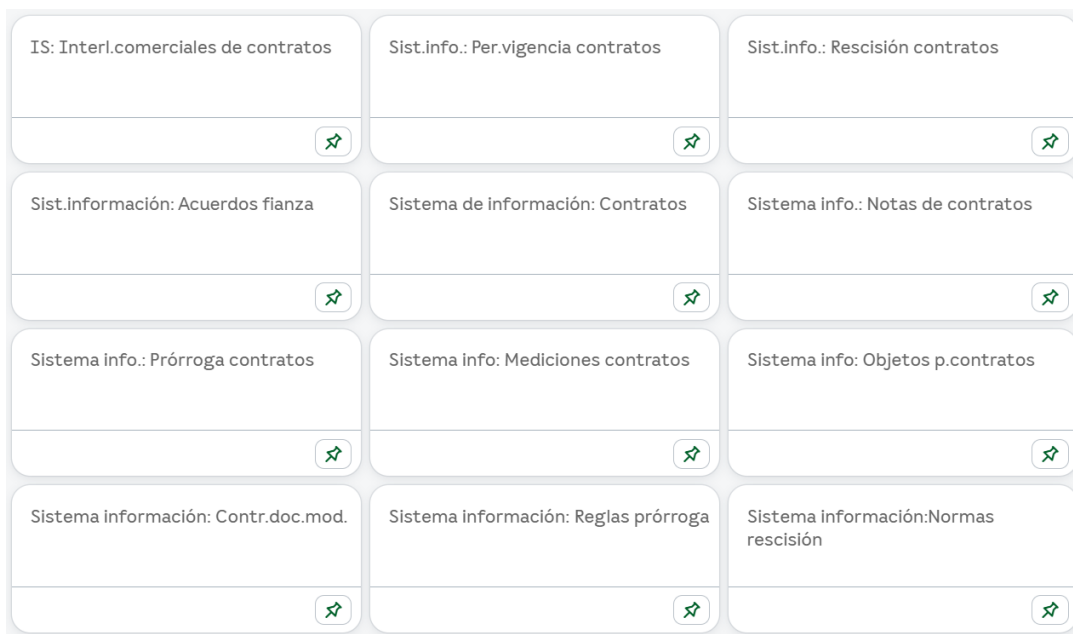 IS: Interl.comerciales de contratos
Sist.info.: Per.vigencia contratos
Sist.info.: Rescisión contratos
Sist.información: Acuerdos fianza
Sistema de información: Contratos
Sistema info.: Notas de contratos
Sistema info.: Prórroga contratos
Sistema info: Mediciones contratos
Sistema info: Objetos p.contratos
Sistema información: Contr.doc.mod.
Sistema información: Reglas prórroga
Sistema información:Normas
rescisión